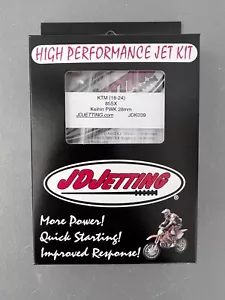 HIGH PERFORMANCE JET KIT
KTM (18-24)
85SX
Keihin PWK 28mm
JDJETTING.com JDK039
JDJETTING
More Power!
Quick Starting!
Improved Response!